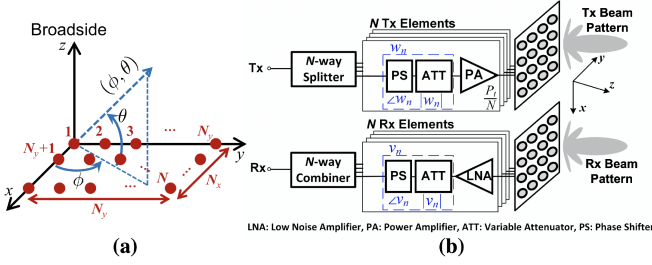 Broadside
z
(ϕ, θ)
θ
1 2 3 ... N_y
N_y+1
y
ϕ
... ...
N
N_x
x
N_y
(a)
N Tx Elements
Tx Beam
Pattern
w_n
Tx
N-way
Splitter
PS
ATT
PA
∠w_n
|w_n|
P_t
N
y
z
x
N Rx Elements
v_n
Rx
N-way
Combiner
PS
ATT
LNA
∠v_n
|v_n|
Rx Beam
Pattern
LNA: Low Noise Amplifier, PA: Power Amplifier, ATT: Variable Attenuator, PS: Phase Shifter
(b)